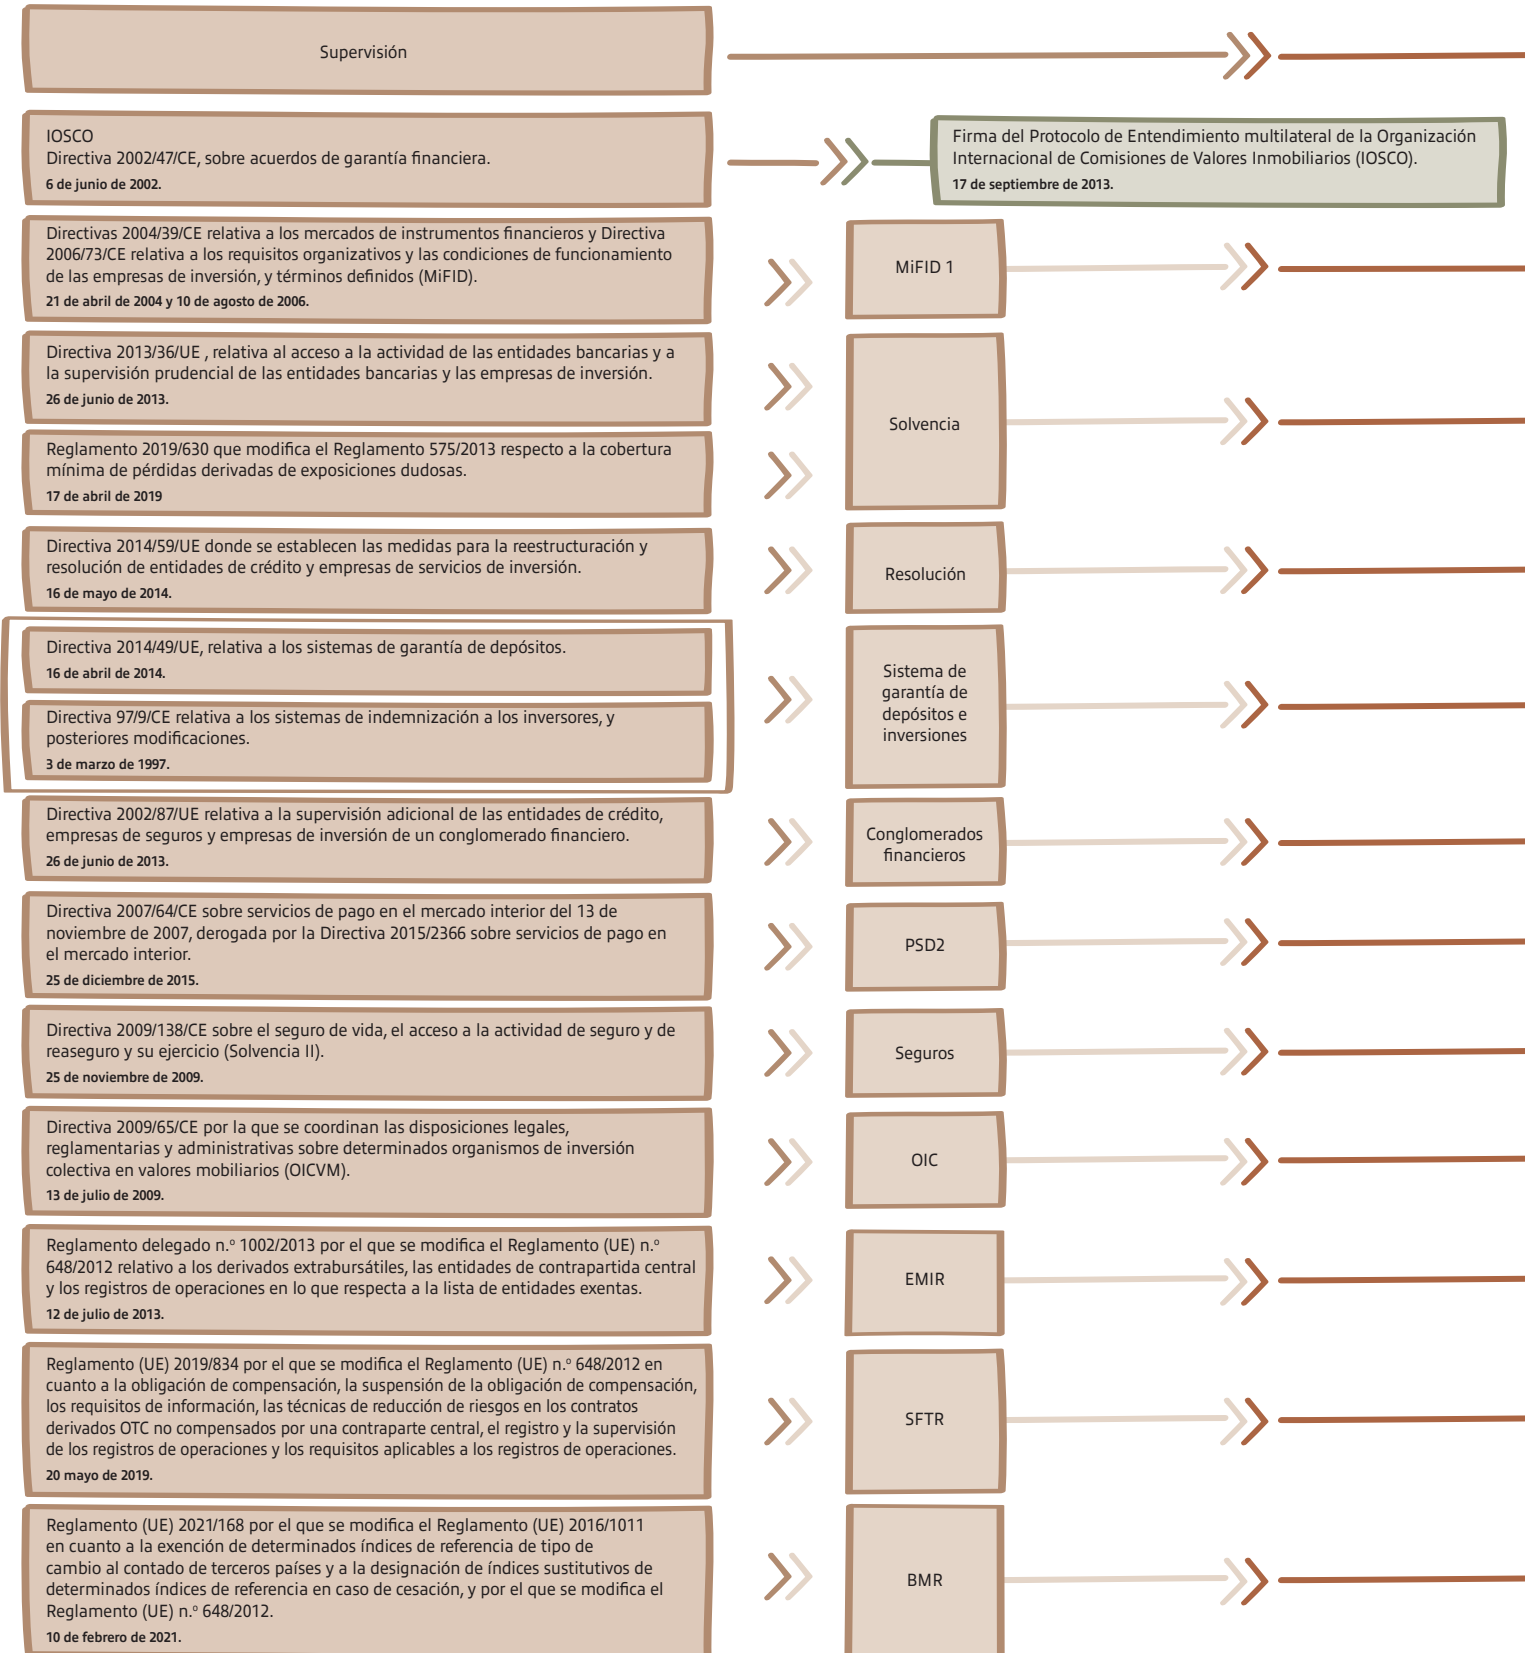 Supervisión
IOSCO
Directiva 2002/47/CE, sobre acuerdos de garantía financiera.
6 de junio de 2002.
Firma del Protocolo de Entendimiento multilateral de la Organización
Internacional de Comisiones de Valores Inmobiliarios (IOSCO).
17 de septiembre de 2013.
Directivas 2004/39/CE relativa a los mercados de instrumentos financieros y Directiva
2006/73/CE relativa a los requisitos organizativos y las condiciones de funcionamiento
de las empresas de inversión, y términos definidos (MiFID).
21 de abril de 2004 y 10 de agosto de 2006.
MiFID 1
Directiva 2013/36/UE , relativa al acceso a la actividad de las entidades bancarias y a
la supervisión prudencial de las entidades bancarias y las empresas de inversión.
26 de junio de 2013.
Reglamento 2019/630 que modifica el Reglamento 575/2013 respecto a la cobertura
mínima de pérdidas derivadas de exposiciones dudosas.
17 de abril de 2019
Solvencia
Directiva 2014/59/UE donde se establecen las medidas para la reestructuración y
resolución de entidades de crédito y empresas de servicios de inversión.
16 de mayo de 2014.
Resolución
Directiva 2014/49/UE, relativa a los sistemas de garantía de depósitos.
16 de abril de 2014.
Directiva 97/9/CE relativa a los sistemas de indemnización a los inversores, y
posteriores modificaciones.
3 de marzo de 1997.
Sistema de
garantía de
depósitos e
inversiones
Directiva 2002/87/UE relativa a la supervisión adicional de las entidades de crédito,
empresas de seguros y empresas de inversión de un conglomerado financiero.
26 de junio de 2013.
Conglomerados
financieros
Directiva 2007/64/CE sobre servicios de pago en el mercado interior del 13 de
noviembre de 2007, derogada por la Directiva 2015/2366 sobre servicios de pago en
el mercado interior.
25 de diciembre de 2015.
PSD2
Directiva 2009/138/CE sobre el seguro de vida, el acceso a la actividad de seguro y de
reaseguro y su ejercicio (Solvencia II).
25 de noviembre de 2009.
Seguros
Directiva 2009/65/CE por la que se coordinan las disposiciones legales,
reglamentarias y administrativas sobre determinados organismos de inversión
colectiva en valores mobiliarios (OICVM).
13 de julio de 2009.
OIC
Reglamento delegado n.º 1002/2013 por el que se modifica el Reglamento (UE) n.º
648/2012 relativo a los derivados extrabursátiles, las entidades de contrapartida central
y los registros de operaciones en lo que respecta a la lista de entidades exentas.
12 de julio de 2013.
EMIR
Reglamento (UE) 2019/834 por el que se modifica el Reglamento (UE) n.º 648/2012 en
cuanto a la obligación de compensación, la suspensión de la obligación de compensación,
los requisitos de información, las técnicas de reducción de riesgos en los contratos
derivados OTC no compensados por una contraparte central, el registro y la supervisión
de los registros de operaciones y los requisitos aplicables a los registros de operaciones.
20 mayo de 2019.
SFTR
Reglamento (UE) 2021/168 por el que se modifica el Reglamento (UE) 2016/1011
en cuanto a la exención de determinados índices de referencia de tipo de
cambio al contado de terceros países y a la designación de índices sustitutivos de
determinados índices de referencia en caso de cesación, y por el que se modifica el
Reglamento (UE) n.º 648/2012.
10 de febrero de 2021.
BMR